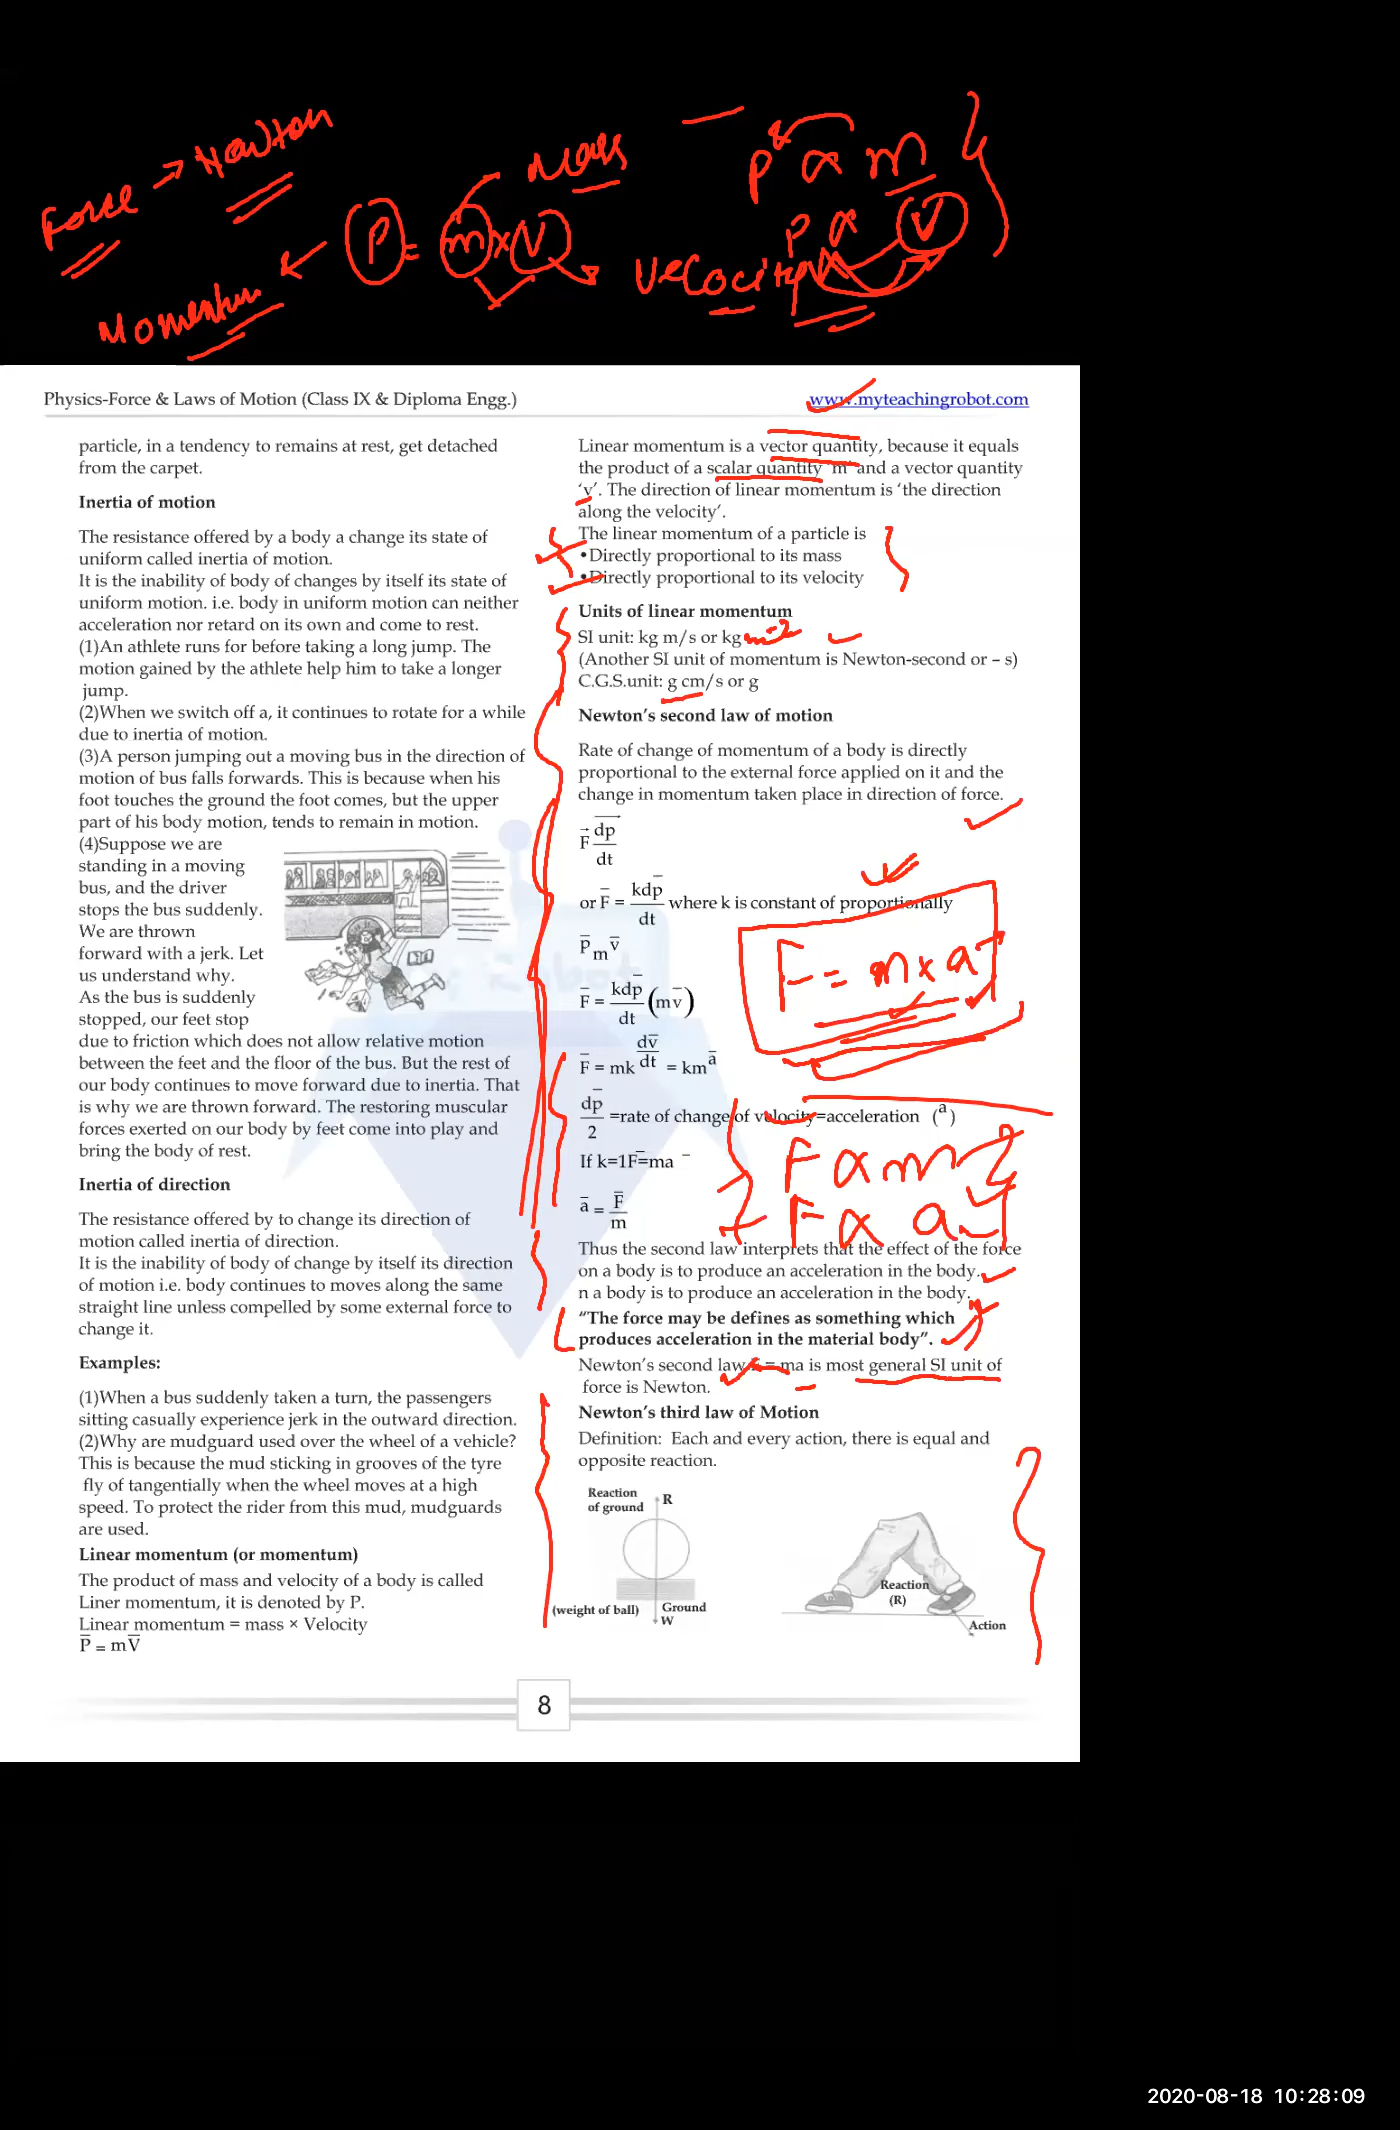 Force → Newton
P = m × V
Mass
Momentum
Velocity
P α m
P α V
Physics-Force & Laws of Motion (Class IX & Diploma Engg.)
www.myteachingrobot.com
particle, in a tendency to remains at rest, get detached
from the carpet.
Inertia of motion
The resistance offered by a body a change its state of
uniform called inertia of motion.
It is the inability of body of changes by itself its state of
uniform motion. i.e. body in uniform motion can neither
acceleration nor retard on its own and come to rest.
(1)An athlete runs for before taking a long jump. The
motion gained by the athlete help him to take a longer
jump.
(2)When we switch off a, it continues to rotate for a while
due to inertia of motion.
(3)A person jumping out a moving bus in the direction of
motion of bus falls forwards. This is because when his
foot touches the ground the foot comes, but the upper
part of his body motion, tends to remain in motion.
(4)Suppose we are
standing in a moving
bus, and the driver
stops the bus suddenly.
We are thrown
forward with a jerk. Let
us understand why.
As the bus is suddenly
stopped, our feet stop
due to friction which does not allow relative motion
between the feet and the floor of the bus. But the rest of
our body continues to move forward due to inertia. That
is why we are thrown forward. The restoring muscular
forces exerted on our body by feet come into play and
bring the body of rest.
Inertia of direction
The resistance offered by to change its direction of
motion called inertia of direction.
It is the inability of body of change by itself its direction
of motion i.e. body continues to moves along the same
straight line unless compelled by some external force to
change it.
Examples:
(1)When a bus suddenly taken a turn, the passengers
sitting casually experience jerk in the outward direction.
(2)Why are mudguard used over the wheel of a vehicle?
This is because the mud sticking in grooves of the tyre
fly of tangentially when the wheel moves at a high
speed. To protect the rider from this mud, mudguards
are used.
Linear momentum (or momentum)
The product of mass and velocity of a body is called
Liner momentum, it is denoted by P.
Linear momentum = mass × Velocity
P̅ = mV̅
Linear momentum is a vector quantity, because it equals
the product of a scalar quantity 'm' and a vector quantity
'v'. The direction of linear momentum is 'the direction
along the velocity'.
The linear momentum of a particle is
•Directly proportional to its mass
•Directly proportional to its velocity
Units of linear momentum
SI unit: kg m/s or kg
(Another SI unit of momentum is Newton-second or – s)
C.G.S.unit: g cm/s or g
Newton's second law of motion
Rate of change of momentum of a body is directly
proportional to the external force applied on it and the
change in momentum taken place in direction of force.
F dp/dt
or F̅ = kdp̅/dt where k is constant of proportionally
p̅ m v̅
F̅ = kdp̅/dt (mv̅)
F̅ = mk dv̅/dt = km a̅
dp̅/2 =rate of change of velocity=acceleration (a)
If k=1F̅=ma ‾
a̅ = F̅/m
F = m × a
F α m
F α a
Thus the second law interprets that the effect of the force
on a body is to produce an acceleration in the body.
n a body is to produce an acceleration in the body.
"The force may be defines as something which
produces acceleration in the material body".
Newton's second law = ma is most general SI unit of
force is Newton.
Newton's third law of Motion
Definition: Each and every action, there is equal and
opposite reaction.
Reaction
of ground
R
(weight of ball)
Ground
W
Reaction
(R)
Action
8
2020-08-18 10:28:09